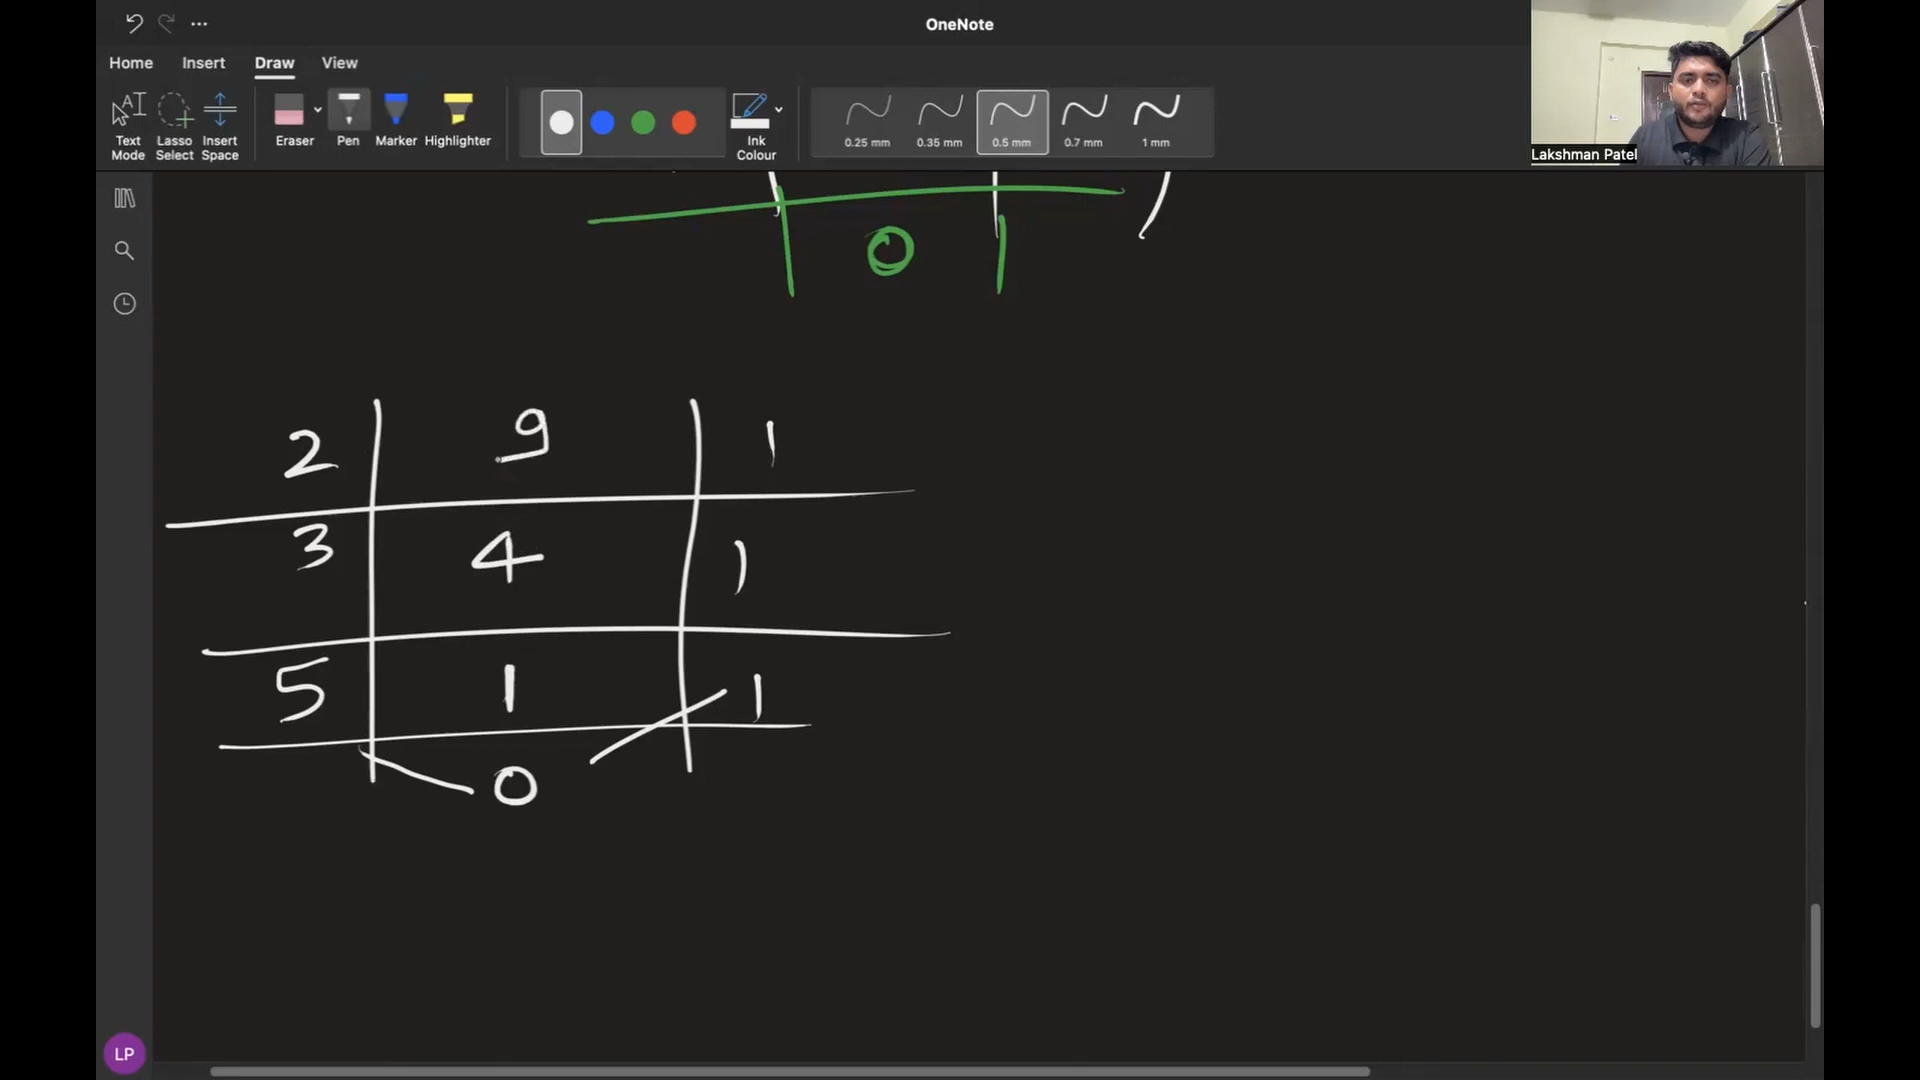 OneNote
Home Insert Draw View
Text Mode Lasso Select Insert Space Eraser Pen Marker Highlighter Ink Colour 0.25 mm 0.35 mm 0.5 mm 0.7 mm 1 mm
Lakshman Patel
0
2 9 1
3 4 1
5 1 1
0
LP